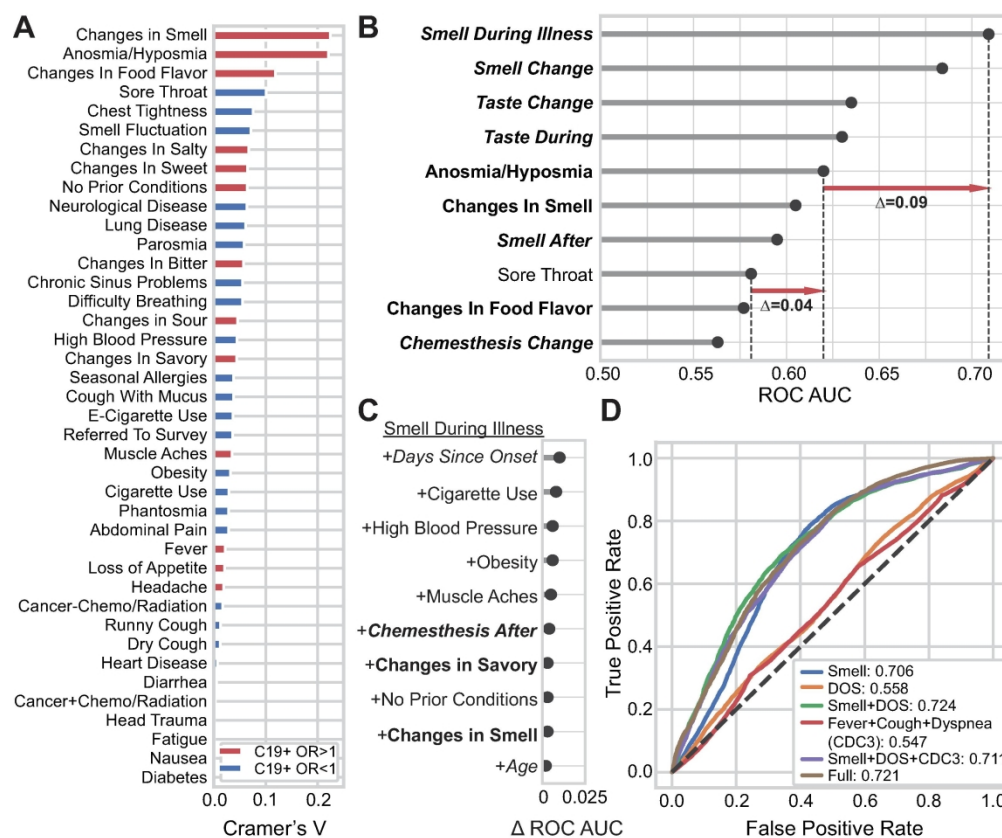 A
Changes in Smell
Anosmia/Hyposmia
Changes In Food Flavor
Sore Throat
Chest Tightness
Smell Fluctuation
Changes In Salty
Changes In Sweet
No Prior Conditions
Neurological Disease
Lung Disease
Parosmia
Changes In Bitter
Chronic Sinus Problems
Difficulty Breathing
Changes in Sour
High Blood Pressure
Changes In Savory
Seasonal Allergies
Cough With Mucus
E-Cigarette Use
Referred To Survey
Muscle Aches
Obesity
Cigarette Use
Phantosmia
Abdominal Pain
Fever
Loss of Appetite
Headache
Cancer-Chemo/Radiation
Runny Cough
Dry Cough
Heart Disease
Diarrhea
Cancer+Chemo/Radiation
Head Trauma
Fatigue
Nausea
Diabetes
C19+ OR>1
C19+ OR<1
0.0 0.1 0.2
Cramer's V
B
Smell During Illness
Smell Change
Taste Change
Taste During
Anosmia/Hyposmia
Changes In Smell
Smell After
Sore Throat
Changes In Food Flavor
Chemesthesis Change
Δ=0.09
Δ=0.04
0.50 0.55 0.60 0.65 0.70
ROC AUC
C
Smell During Illness
+Days Since Onset
+Cigarette Use
+High Blood Pressure
+Obesity
+Muscle Aches
+Chemesthesis After
+Changes in Savory
+No Prior Conditions
+Changes in Smell
+Age
0 0.025
Δ ROC AUC
D
True Positive Rate
1.0
0.8
0.6
0.4
0.2
0.0
Smell: 0.706
DOS: 0.558
Smell+DOS: 0.724
Fever+Cough+Dyspnea
(CDC3): 0.547
Smell+DOS+CDC3: 0.711
Full: 0.721
0.0 0.2 0.4 0.6 0.8 1.0
False Positive Rate